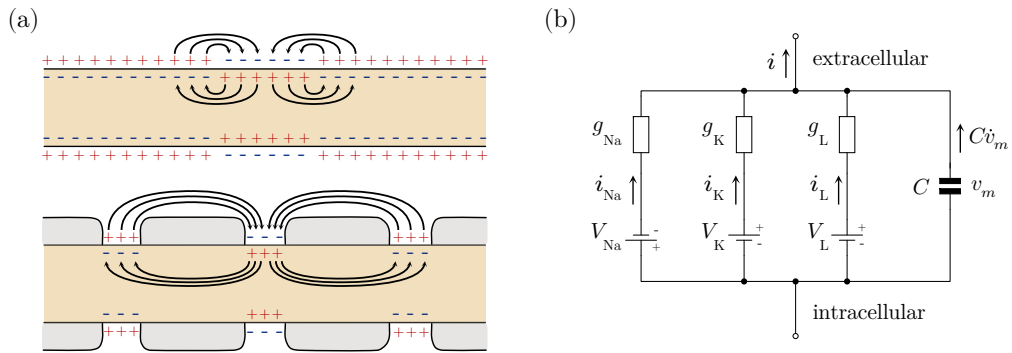 (a)
+ + + + + + + + + + + - - - - - - + + + + + + + + + + +
- - - - - - - - - - - + + + + + + - - - - - - - - - - -
- - - - - - - - - - - + + + + + + - - - - - - - - - - -
+ + + + + + + + + + + - - - - - - + + + + + + + + + + +
+++ - - - +++
- - - +++ - - -
- - - +++ - - -
+++ - - - +++
(b)
i extracellular
g_Na g_K g_L
Cv̇_m
i_Na i_K i_L C v_m
V_Na - + V_K + - V_L + -
intracellular